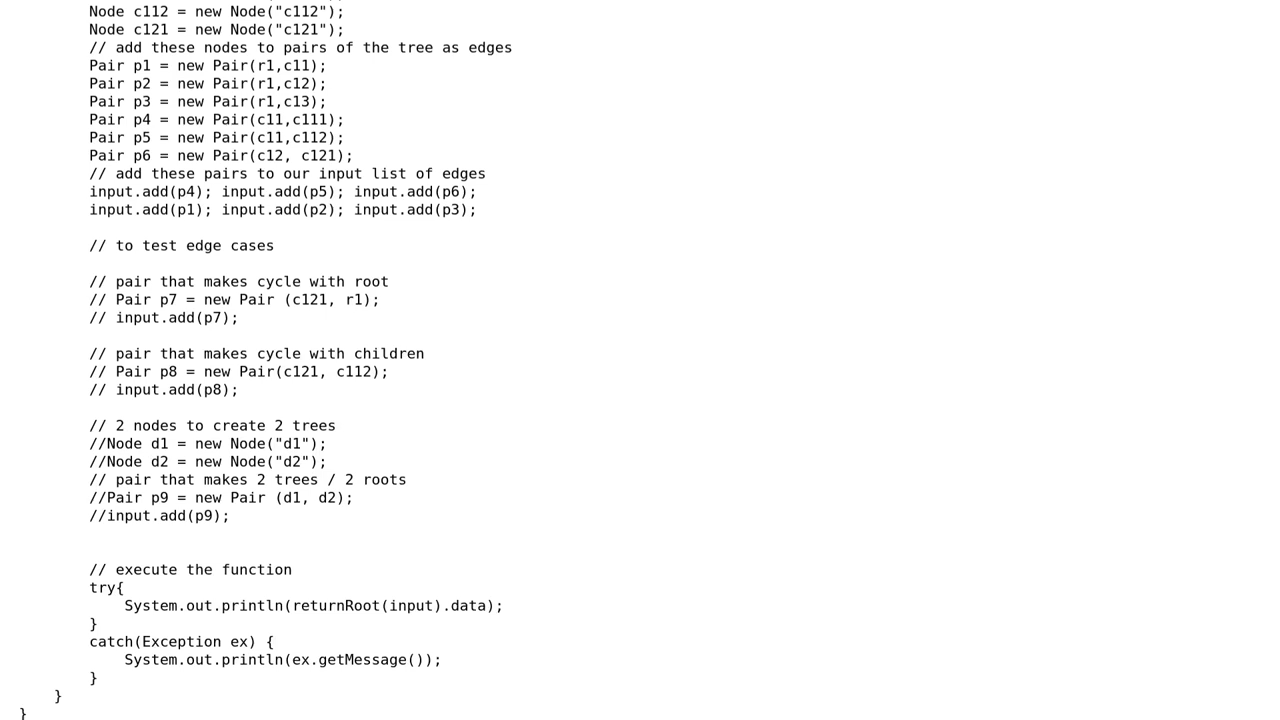 Node c112 = new Node("c112");
Node c121 = new Node("c121");
// add these nodes to pairs of the tree as edges
Pair p1 = new Pair(r1,c11);
Pair p2 = new Pair(r1,c12);
Pair p3 = new Pair(r1,c13);
Pair p4 = new Pair(c11,c111);
Pair p5 = new Pair(c11,c112);
Pair p6 = new Pair(c12, c121);
// add these pairs to our input list of edges
input.add(p4); input.add(p5); input.add(p6);
input.add(p1); input.add(p2); input.add(p3);
// to test edge cases
// pair that makes cycle with root
// Pair p7 = new Pair (c121, r1);
// input.add(p7);
// pair that makes cycle with children
// Pair p8 = new Pair(c121, c112);
// input.add(p8);
// 2 nodes to create 2 trees
//Node d1 = new Node("d1");
//Node d2 = new Node("d2");
// pair that makes 2 trees / 2 roots
//Pair p9 = new Pair (d1, d2);
//input.add(p9);
// execute the function
try{
System.out.println(returnRoot(input).data);
}
catch(Exception ex) {
System.out.println(ex.getMessage());
}
}
}